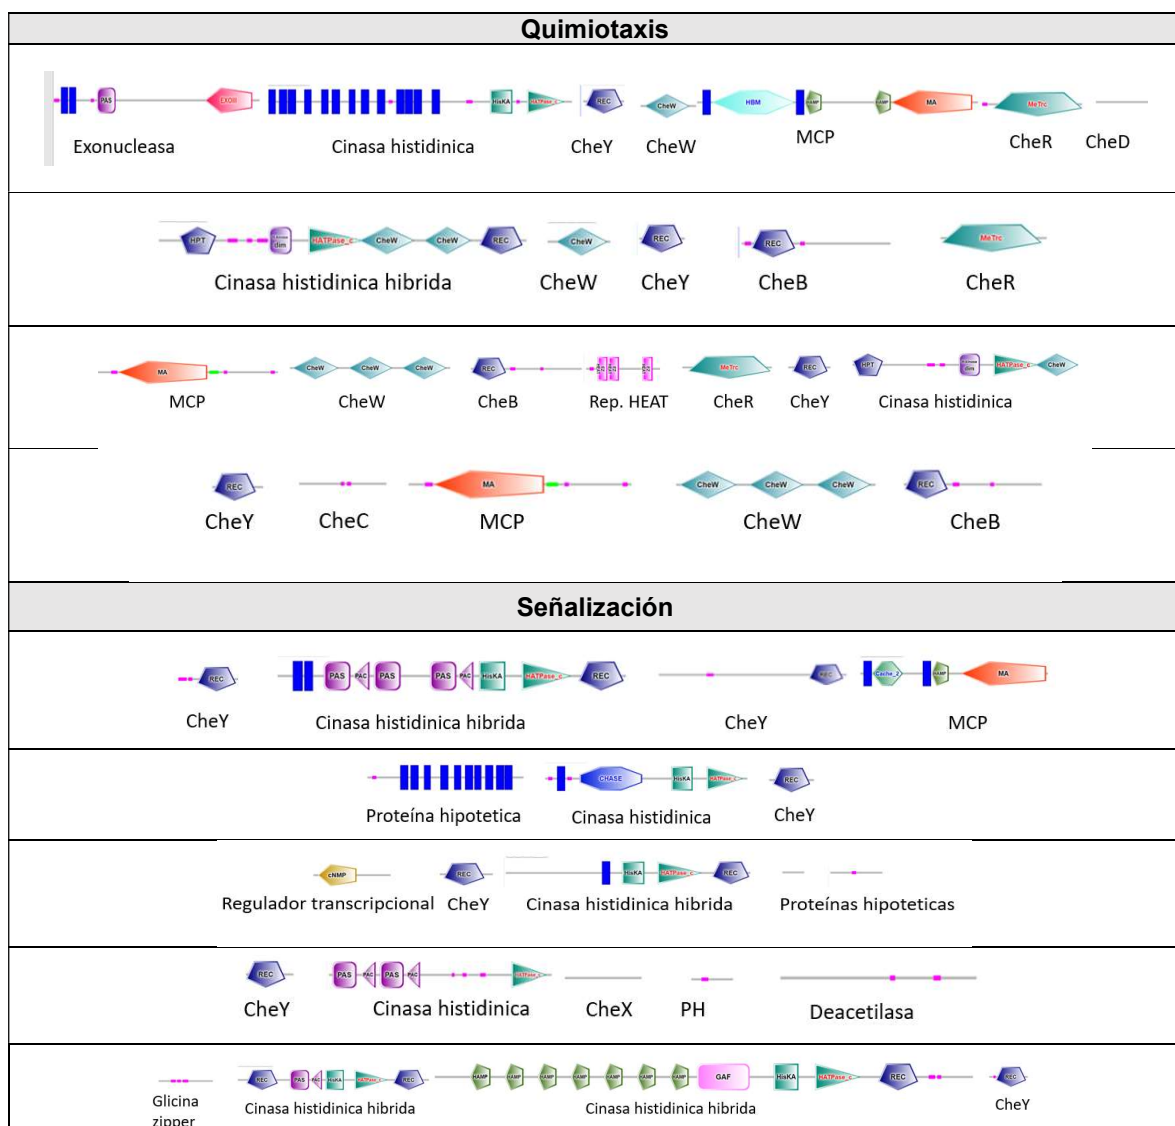 Quimiotaxis
PAS EXOIII HisKA HATPase_c REC CheW HBM HAMP HAMP MA MeTrc
Exonucleasa Cinasa histidinica CheY CheW MCP CheR CheD
HPT dim HATPase_c CheW CheW REC CheW REC REC MeTrc
Cinasa histidinica hibrida CheW CheY CheB CheR
MA CheW CheW CheW REC MeTrc REC HPT dim HATPase_c CheW
MCP CheW CheB Rep. HEAT CheR CheY Cinasa histidinica
REC MA CheW CheW CheW REC
CheY CheC MCP CheW CheB
Señalización
REC PAS PAC PAS PAS PAC HisKA HATPase_c REC REC Cache_2 HAMP MA
CheY Cinasa histidinica hibrida CheY MCP
CHASE HisKA HATPase_c REC
Proteína hipotetica Cinasa histidinica CheY
cNMP REC HisKA HATPase_c REC
Regulador transcripcional CheY Cinasa histidinica hibrida Proteínas hipoteticas
REC PAS PAC PAS PAC HATPase_c
CheY Cinasa histidinica CheX PH Deacetilasa
REC PAS PAC HisKA HATPase_c REC HAMP HAMP HAMP HAMP HAMP HAMP HAMP GAF HisKA HATPase_c REC REC
Glicina zipper Cinasa histidinica hibrida Cinasa histidinica hibrida CheY